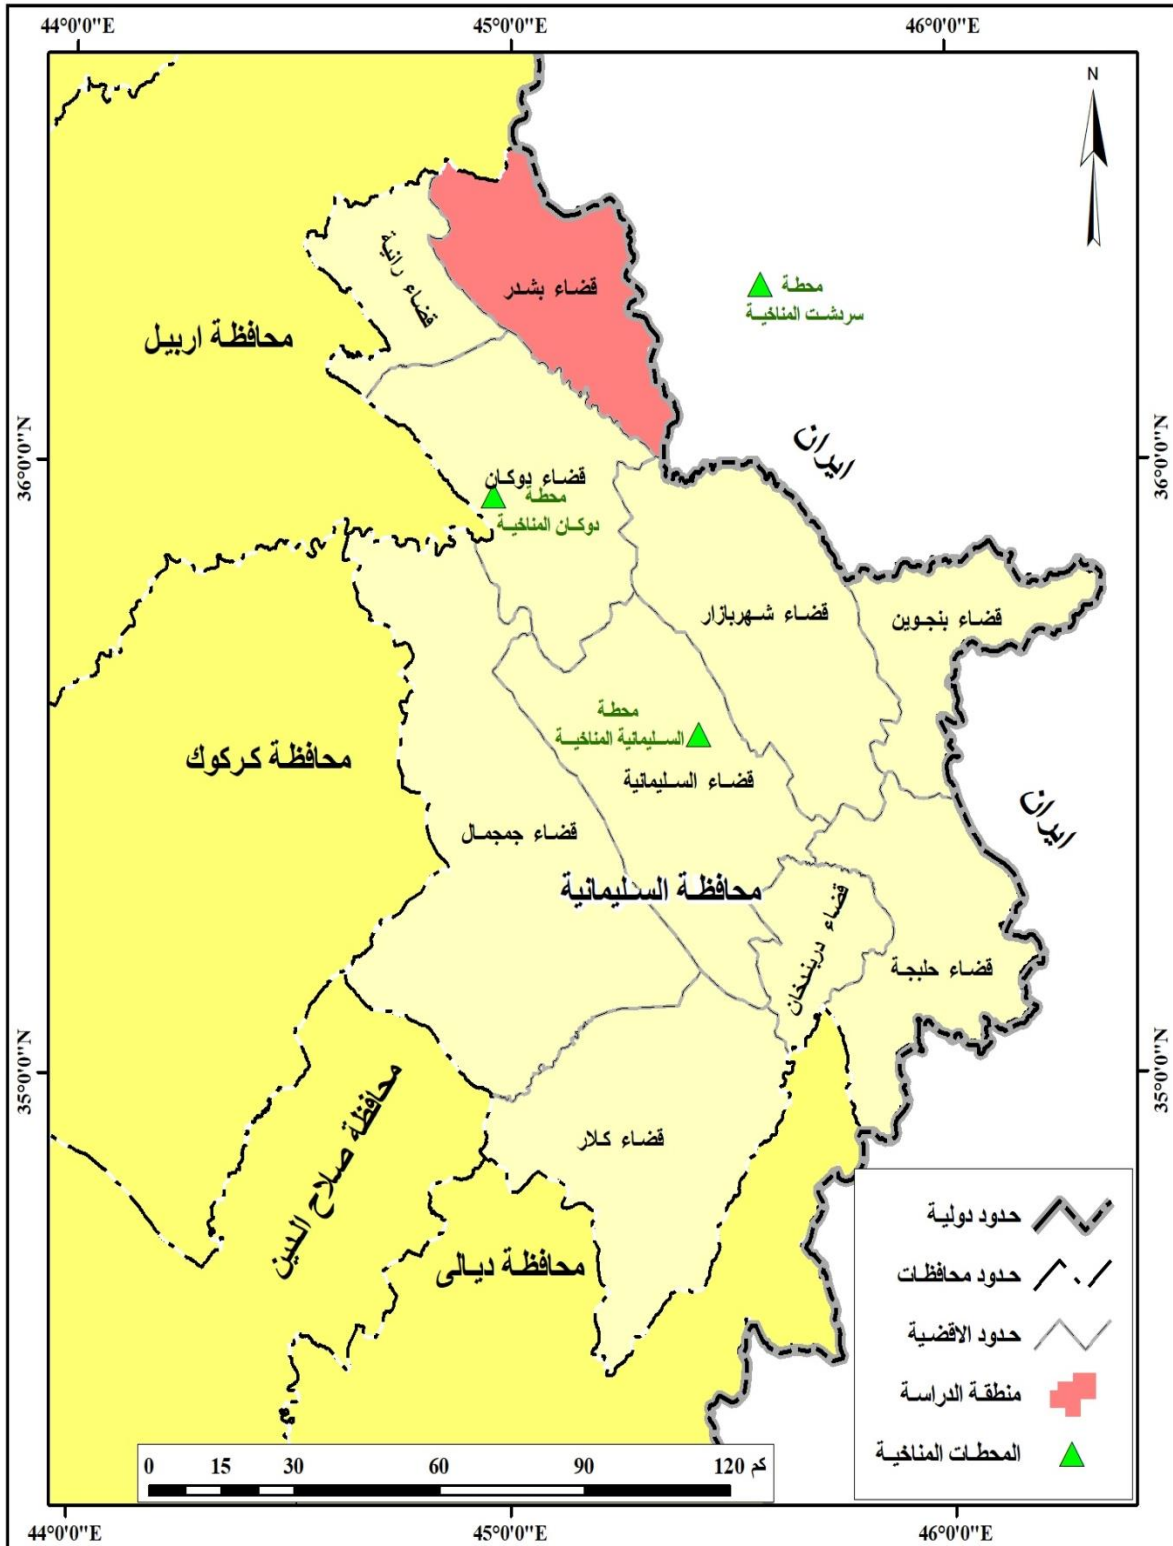 44°0'0"E 45°0'0"E 46°0'0"E
N
قضاء رانية
قضاء بشدر
محطة
سردشت المناخية
محافظة اربيل
ايران
36°0'0"N
36°0'0"N
قضاء دوكان
محطة
دوكان المناخية
قضاء شهربازار
قضاء بنجوين
محطة
السليمانية المناخية
محافظة كركوك
قضاء السليمانية
ايران
قضاء جمجمال
محافظة السليمانية
قضاء دربندخان
قضاء حلبجة
35°0'0"N
35°0'0"N
محافظة صلاح الدين
قضاء كلار
محافظة ديالى
حدود دولية
حدود محافظات
حدود الاقضية
منطقة الدراسة
المحطات المناخية
0 15 30 60 90 120 كم
44°0'0"E 45°0'0"E 46°0'0"E